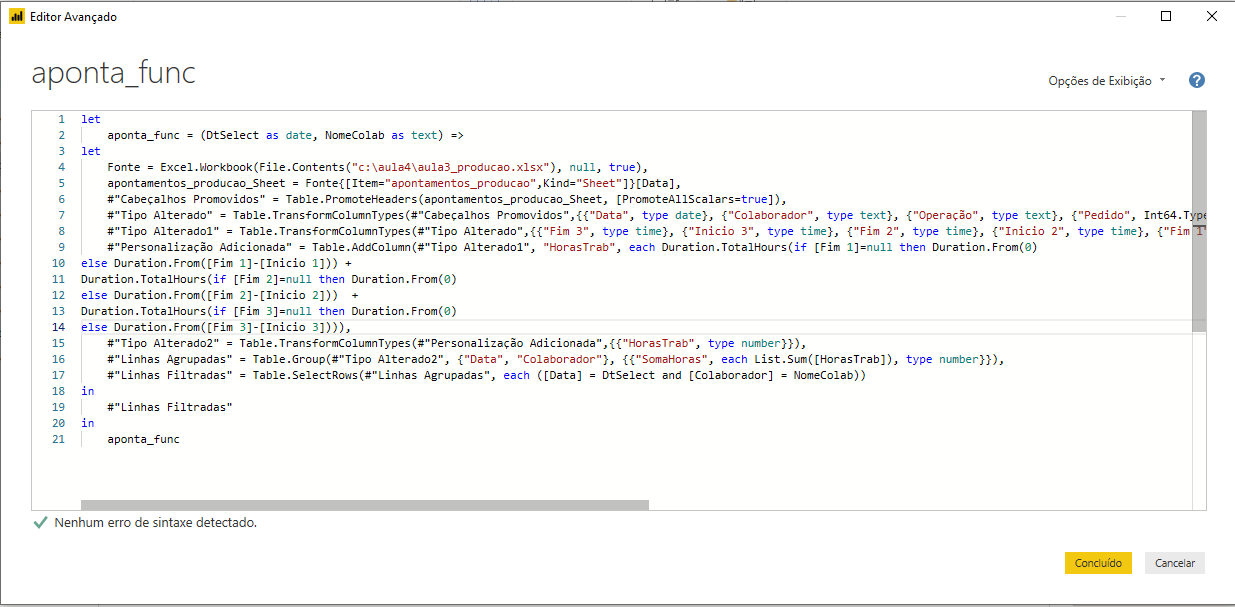 Editor Avançado
aponta_func
Opções de Exibição
?
1 let
2 aponta_func = (DtSelect as date, NomeColab as text) =>
3 let
4 Fonte = Excel.Workbook(File.Contents("c:\aula4\aula3_producao.xlsx"), null, true),
5 apontamentos_producao_Sheet = Fonte{[Item="apontamentos_producao",Kind="Sheet"]}[Data],
6 #"Cabeçalhos Promovidos" = Table.PromoteHeaders(apontamentos_producao_Sheet, [PromoteAllScalars=true]),
7 #"Tipo Alterado" = Table.TransformColumnTypes(#"Cabeçalhos Promovidos",{{"Data", type date}, {"Colaborador", type text}, {"Operação", type text}, {"Pedido", Int64.Type
8 #"Tipo Alterado1" = Table.TransformColumnTypes(#"Tipo Alterado",{{"Fim 3", type time}, {"Inicio 3", type time}, {"Fim 2", type time}, {"Inicio 2", type time}, {"Fim 1"
9 #"Personalização Adicionada" = Table.AddColumn(#"Tipo Alterado1", "HorasTrab", each Duration.TotalHours(if [Fim 1]=null then Duration.From(0)
10 else Duration.From([Fim 1]-[Inicio 1])) +
11 Duration.TotalHours(if [Fim 2]=null then Duration.From(0)
12 else Duration.From([Fim 2]-[Inicio 2])) +
13 Duration.TotalHours(if [Fim 3]=null then Duration.From(0)
14 else Duration.From([Fim 3]-[Inicio 3]))),
15 #"Tipo Alterado2" = Table.TransformColumnTypes(#"Personalização Adicionada",{{"HorasTrab", type number}}),
16 #"Linhas Agrupadas" = Table.Group(#"Tipo Alterado2", {"Data", "Colaborador"}, {{"SomaHoras", each List.Sum([HorasTrab]), type number}}),
17 #"Linhas Filtradas" = Table.SelectRows(#"Linhas Agrupadas", each ([Data] = DtSelect and [Colaborador] = NomeColab))
18 in
19 #"Linhas Filtradas"
20 in
21 aponta_func
Nenhum erro de sintaxe detectado.
Concluído
Cancelar